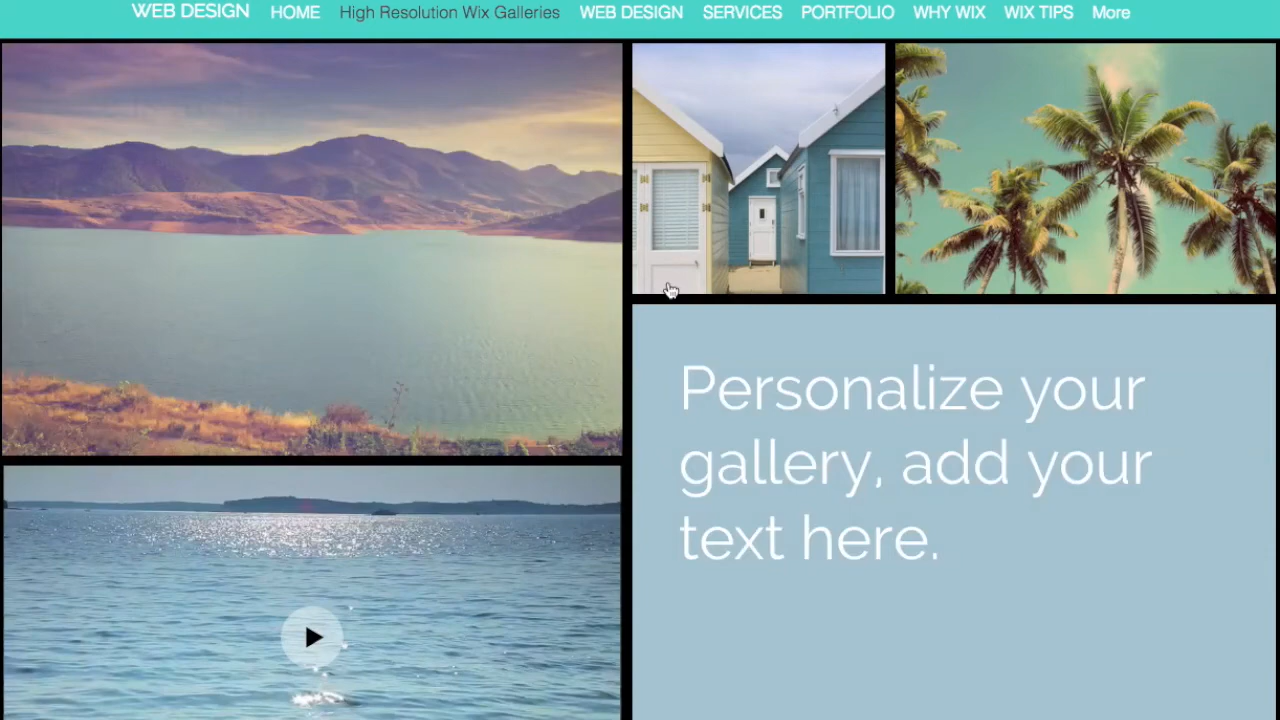 WEB DESIGN HOME High Resolution Wix Galleries WEB DESIGN SERVICES PORTFOLIO WHY WIX WIX TIPS More
Personalize your
gallery, add your
text here.